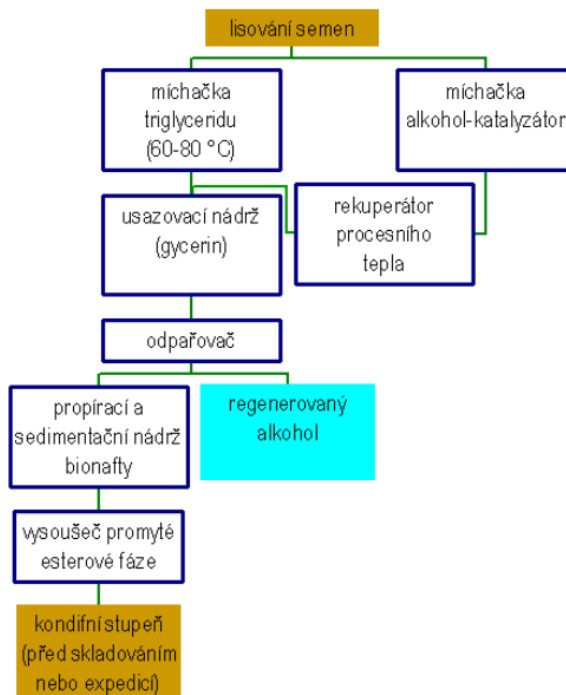 lisování semen
míchačka
triglyceridu
(60-80 °C)
míchačka
alkohol-katalyzátor
usazovací nádrž
(gycerin)
rekuperátor
procesního
tepla
odpařovač
propírací a
sedimentační nádrž
bionafty
regenerovaný
alkohol
vysoušeč promyté
esterové fáze
kondifní stupeň
(před skladováním
nebo expedicí)